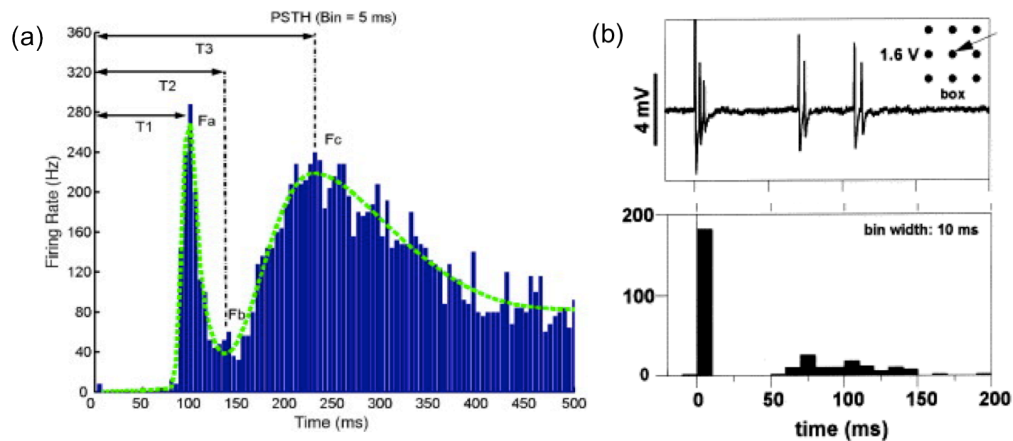 (a)
PSTH (Bin = 5 ms)
360
320
280
240
200
160
120
80
40
0
Firing Rate (Hz)
T3
T2
T1
Fa
Fb
Fc
0
50
100
150
200
250
300
350
400
450
500
Time (ms)
(b)
4 mV
1.6 V
box
200
100
0
bin width: 10 ms
0
50
100
150
200
time (ms)